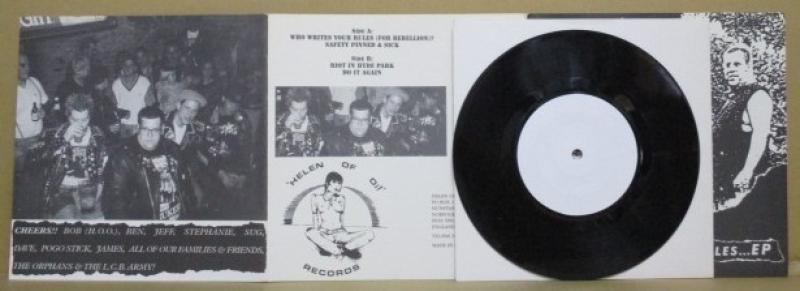 CHEERS!! BOB (H.O.O.), BEN, JEFF, STEPHANIE, SUG,
DAVE, POGO STICK, JAMES, ALL OF OUR FAMILIES & FRIENDS,
THE ORPHANS & THE L.G.B. ARMY!
SIDE A:
WHO WRITES YOUR RULES (FOR REBELLION)?
SAFETY PINNED & SICK
SIDE B:
RIOT IN HYDE PARK
DO IT AGAIN
"HELEN OF OI!"
RECORDS
LES...EP